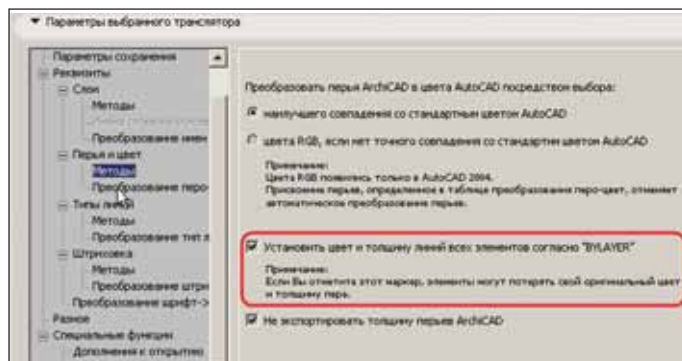 Параметры выбранного транслятора
Параметры сохранения
Реквизиты
Слои
Методы
Преобразование имен
Перья и цвет
Методы
Преобразование перо-
Типы линий
Методы
Преобразование тип л
Штриховка
Методы
Преобразование штри
Преобразование шрифт->
Разное
Специальные функции
Дополнения к открытию
Преобразовать перья ArchiCAD в цвета AutoCAD посредством выбора:
наилучшего совпадения со стандартным цветом AutoCAD
цвета RGB, если нет точного совпадения со стандартным цветом AutoCAD
Примечание:
Цвета RGB появились только в AutoCAD 2004.
Присвоение перьев, определенное в таблице преобразования перо-цвет, отменяет
автоматическое преобразование перьев.
Установить цвет и толщину линий всех элементов согласно "BYLAYER"
Примечание:
Если Вы отметите этот маркер, элементы могут потерять свой оригинальный цвет
и толщину пера.
Не экспортировать толщину перьев ArchiCAD